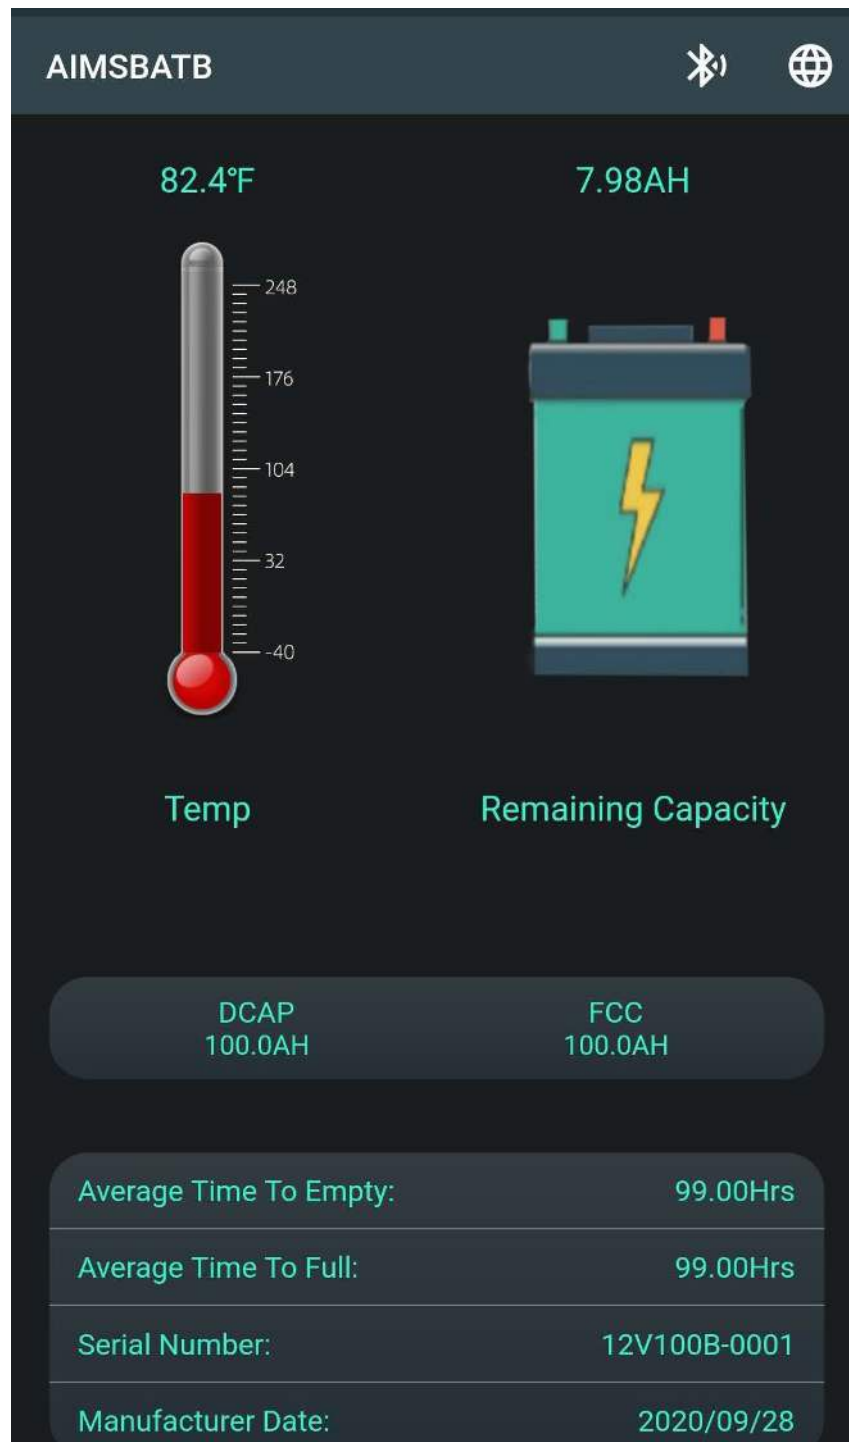 AIMSBATB
82.4°F
7.98AH
248
176
104
32
-40
Temp
Remaining Capacity
DCAP
100.0AH
FCC
100.0AH
Average Time To Empty: 99.00Hrs
Average Time To Full: 99.00Hrs
Serial Number: 12V100B-0001
Manufacturer Date: 2020/09/28